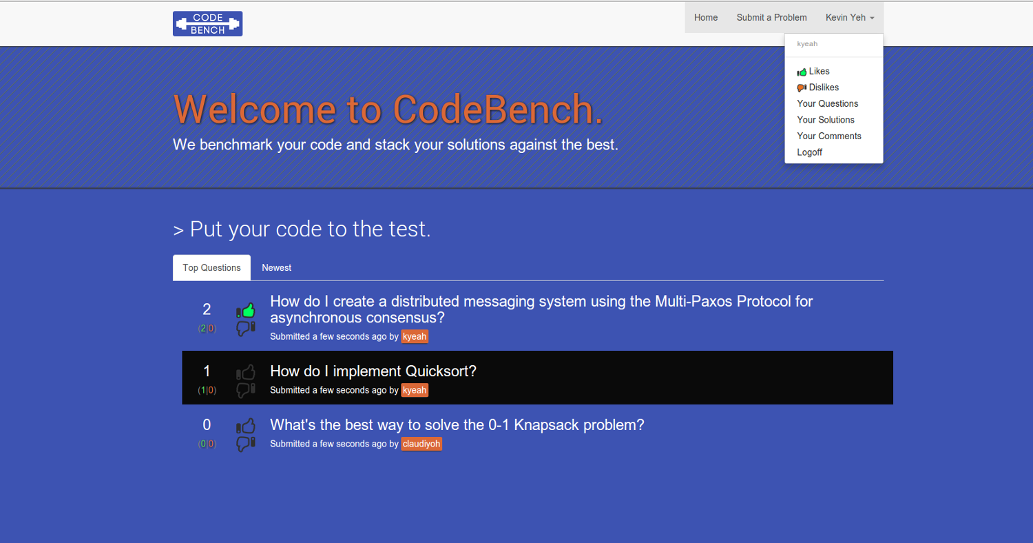 CODE
BENCH
Home Submit a Problem Kevin Yeh
kyeah
Likes
Dislikes
Your Questions
Your Solutions
Your Comments
Logoff
Welcome to CodeBench.
We benchmark your code and stack your solutions against the best.
> Put your code to the test.
Top Questions Newest
2
(2|0)
How do I create a distributed messaging system using the Multi-Paxos Protocol for
asynchronous consensus?
Submitted a few seconds ago by kyeah
1
(1|0)
How do I implement Quicksort?
Submitted a few seconds ago by kyeah
0
(0|0)
What's the best way to solve the 0-1 Knapsack problem?
Submitted a few seconds ago by claudiyoh